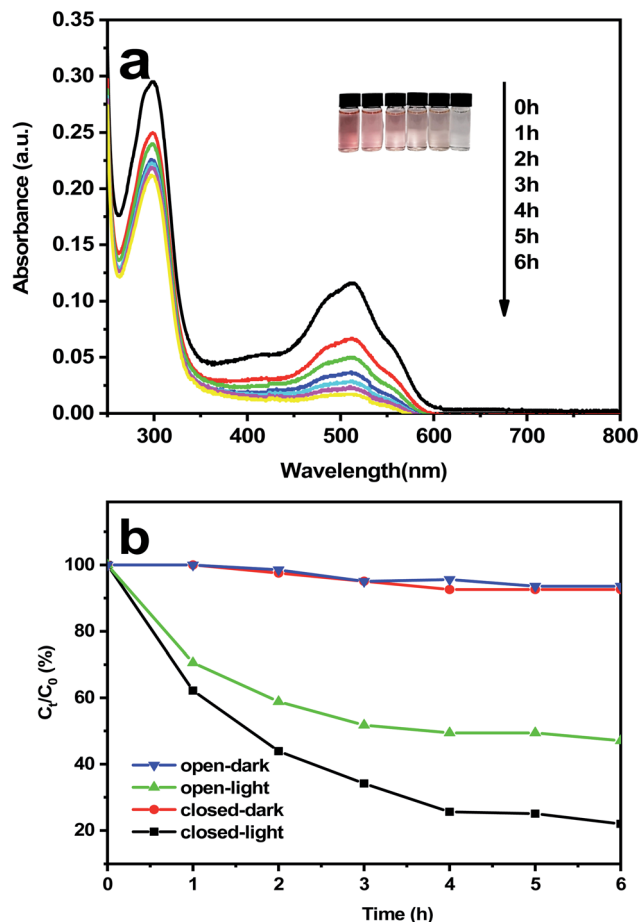 a
0.35
0.30
0.25
0.20
0.15
0.10
0.05
0.00
Absorbance (a.u.)
0h
1h
2h
3h
4h
5h
6h
300 400 500 600 700 800
Wavelength(nm)
b
100
80
60
40
20
Cₜ/C₀ (%)
open-dark
open-light
closed-dark
closed-light
0 1 2 3 4 5 6
Time (h)